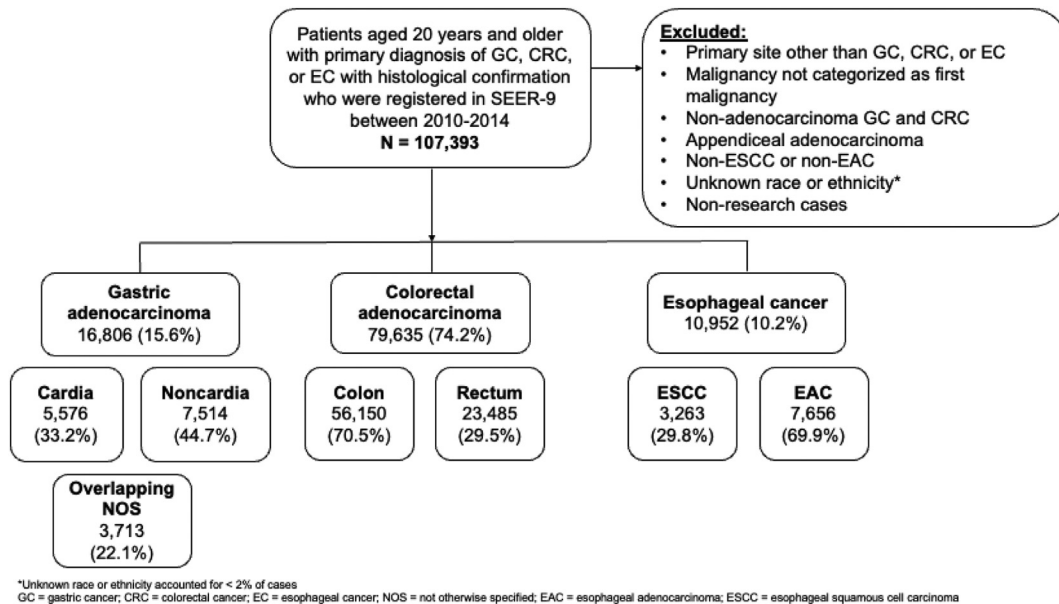 Patients aged 20 years and older
with primary diagnosis of GC, CRC,
or EC with histological confirmation
who were registered in SEER-9
between 2010-2014
N = 107,393
Excluded:
• Primary site other than GC, CRC, or EC
• Malignancy not categorized as first
malignancy
• Non-adenocarcinoma GC and CRC
• Appendiceal adenocarcinoma
• Non-ESCC or non-EAC
• Unknown race or ethnicity*
• Non-research cases
Gastric
adenocarcinoma
16,806 (15.6%)
Colorectal
adenocarcinoma
79,635 (74.2%)
Esophageal cancer
10,952 (10.2%)
Cardia
5,576
(33.2%)
Noncardia
7,514
(44.7%)
Colon
56,150
(70.5%)
Rectum
23,485
(29.5%)
ESCC
3,263
(29.8%)
EAC
7,656
(69.9%)
Overlapping
NOS
3,713
(22.1%)
*Unknown race or ethnicity accounted for < 2% of cases
GC = gastric cancer; CRC = colorectal cancer; EC = esophageal cancer; NOS = not otherwise specified; EAC = esophageal adenocarcinoma; ESCC = esophageal squamous cell carcinoma